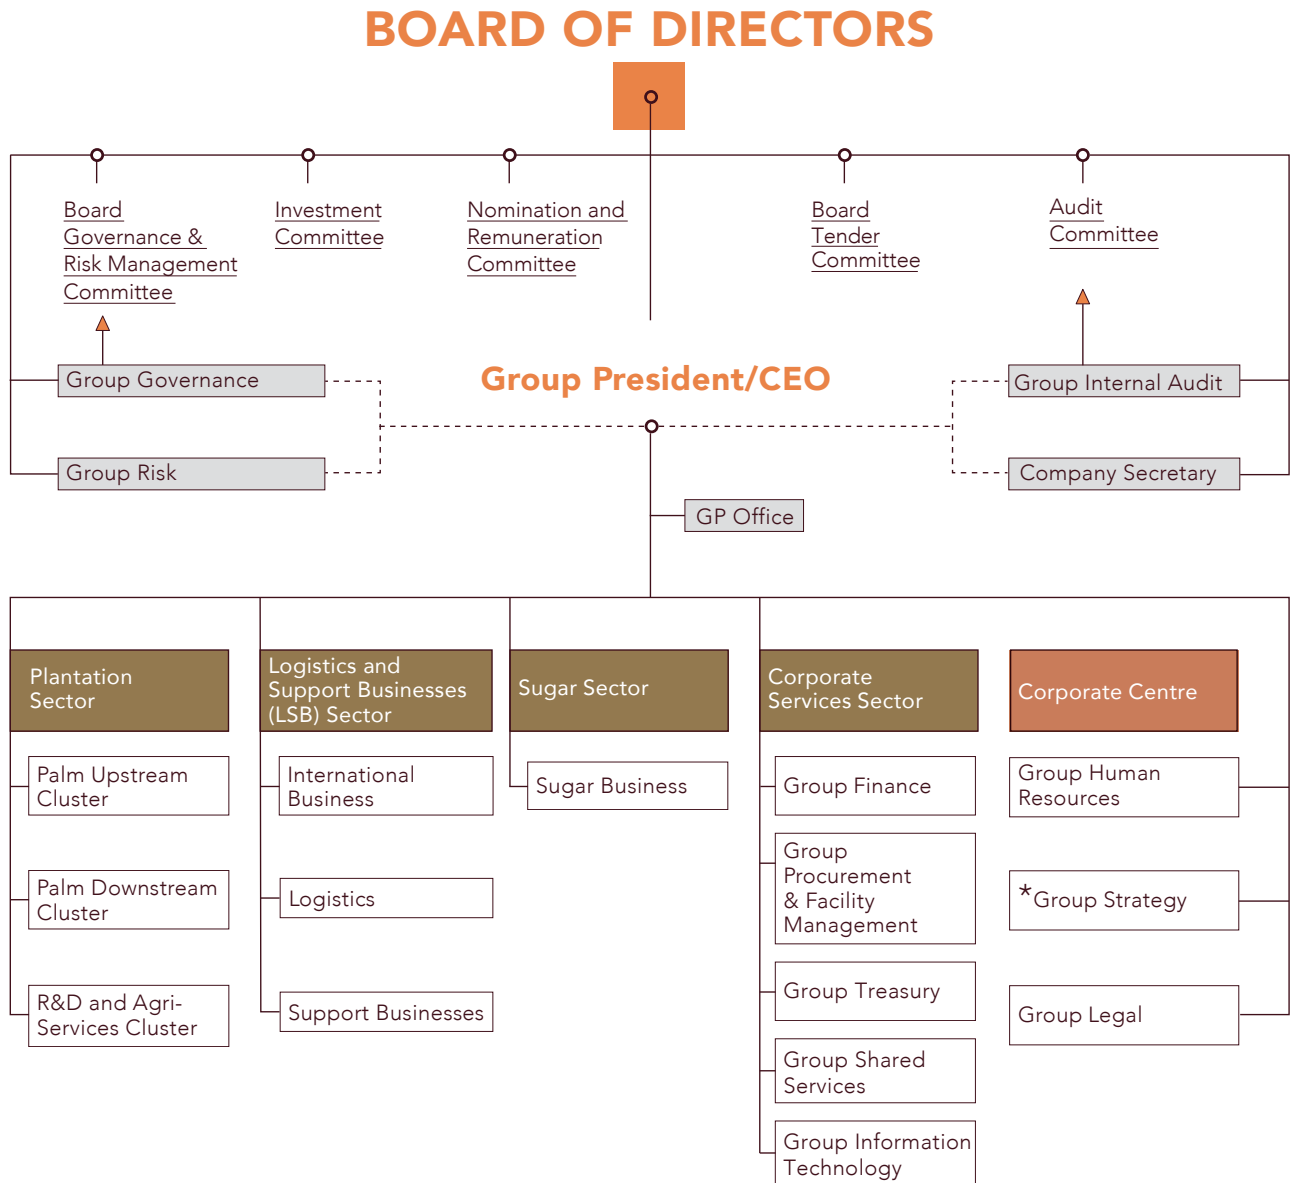 BOARD OF DIRECTORS
Board
Governance &
Risk Management
Committee
Investment
Committee
Nomination and
Remuneration
Committee
Board
Tender
Committee
Audit
Committee
Group Governance
Group President/CEO
Group Internal Audit
Group Risk
Company Secretary
GP Office
Plantation
Sector
Palm Upstream
Cluster
Palm Downstream
Cluster
R&D and Agri-
Services Cluster
Logistics and
Support Businesses
(LSB) Sector
International
Business
Logistics
Support Businesses
Sugar Sector
Sugar Business
Corporate
Services Sector
Group Finance
Group
Procurement
& Facility
Management
Group Treasury
Group Shared
Services
Group Information
Technology
Corporate Centre
Group Human
Resources
*Group Strategy
Group Legal